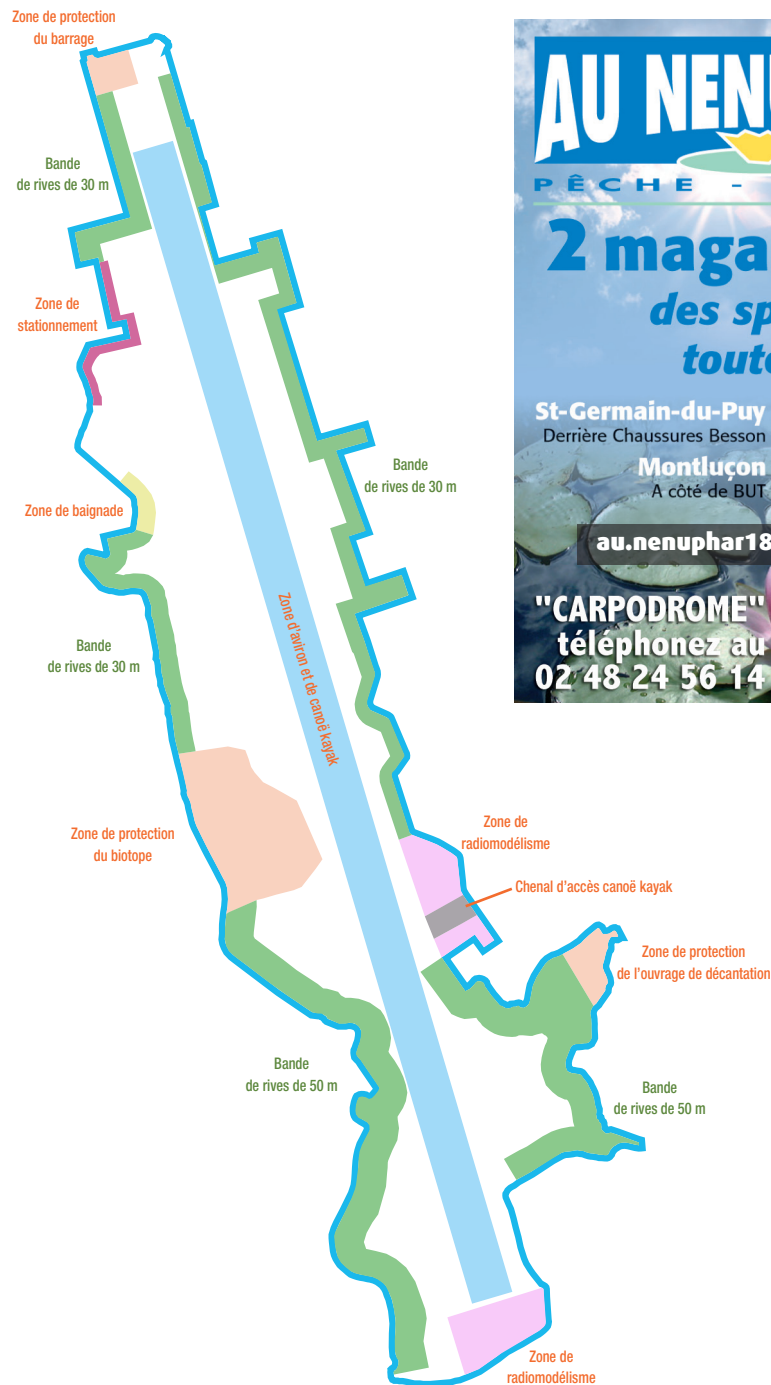 Zone de protection
du barrage
Bande
de rives de 30 m
Zone de
stationnement
Zone de baignade
Bande
de rives de 30 m
Bande
de rives de 30 m
Zone d'aviron et de canoë kayak
Zone de protection
du biotope
Zone de
radiomodélisme
Chenal d'accès canoë kayak
Zone de protection
de l'ouvrage de décantation
Bande
de rives de 50 m
Bande
de rives de 50 m
Zone de
radiomodélisme
AU NENU
PÊCHE -
2 maga
des sp
toute
St-Germain-du-Puy
Derrière Chaussures Besson
Montluçon
A côté de BUT
au.nenuphar18
"CARPODROME"
téléphonez au
02 48 24 56 14